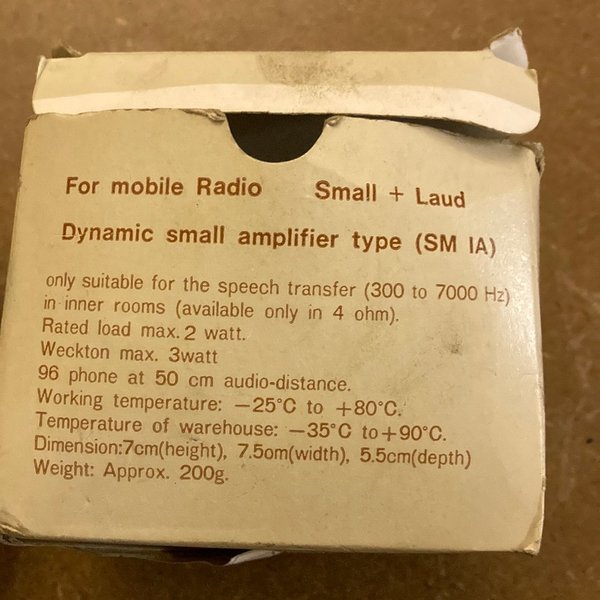 For mobile Radio Small + Laud
Dynamic small amplifier type (SM IA)
only suitable for the speech transfer (300 to 7000 Hz)
in inner rooms (available only in 4 ohm).
Rated load max. 2 watt.
Weckton max. 3watt
96 phone at 50 cm audio-distance.
Working temperature: −25°C to +80°C.
Temperature of warehouse: −35°C to+90°C.
Dimension:7cm(height), 7.5om(width), 5.5cm(depth)
Weight: Approx. 200g.